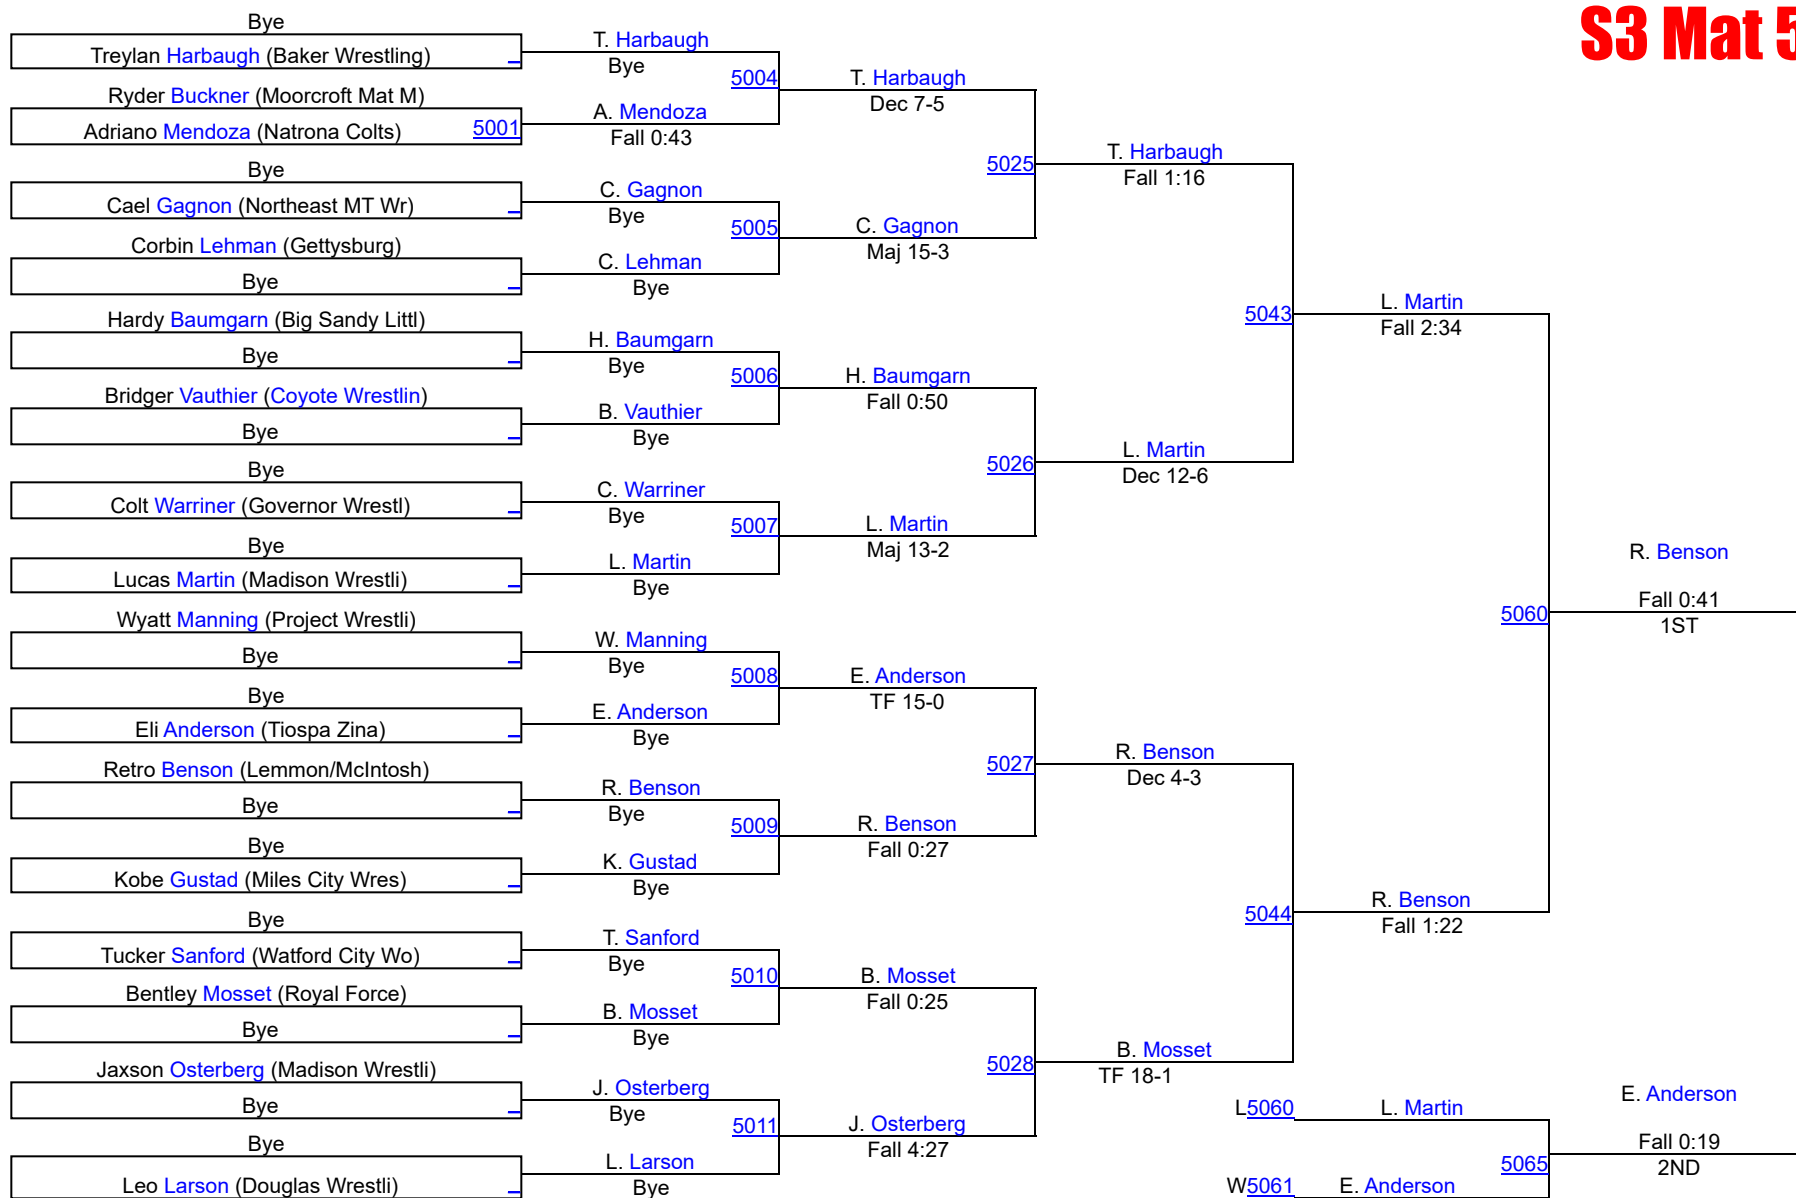 S3 Mat 5
Bye
Treylan Harbaugh (Baker Wrestling)
Ryder Buckner (Moorcroft Mat M)
Adriano Mendoza (Natrona Colts) 5001
Bye
Cael Gagnon (Northeast MT Wr)
Corbin Lehman (Gettysburg)
Bye
Hardy Baumgarn (Big Sandy Littl)
Bye
Bridger Vauthier (Coyote Wrestlin)
Bye
Bye
Colt Warriner (Governor Wrestl)
Bye
Lucas Martin (Madison Wrestli)
Wyatt Manning (Project Wrestli)
Bye
Bye
Eli Anderson (Tiospa Zina)
Retro Benson (Lemmon/McIntosh)
Bye
Bye
Kobe Gustad (Miles City Wres)
Bye
Tucker Sanford (Watford City Wo)
Bentley Mosset (Royal Force)
Bye
Jaxson Osterberg (Madison Wrestli)
Bye
Bye
Leo Larson (Douglas Wrestli)
T. Harbaugh
Bye
5004
A. Mendoza
Fall 0:43
C. Gagnon
Bye
5005
C. Lehman
Bye
H. Baumgarn
Bye
5006
B. Vauthier
Bye
C. Warriner
Bye
5007
L. Martin
Bye
W. Manning
Bye
5008
E. Anderson
Bye
R. Benson
Bye
5009
K. Gustad
Bye
T. Sanford
Bye
5010
B. Mosset
Bye
J. Osterberg
Bye
5011
L. Larson
Bye
T. Harbaugh
Dec 7-5
5025
C. Gagnon
Maj 15-3
H. Baumgarn
Fall 0:50
5026
L. Martin
Maj 13-2
E. Anderson
TF 15-0
5027
R. Benson
Fall 0:27
B. Mosset
Fall 0:25
5028
J. Osterberg
Fall 4:27
T. Harbaugh
Fall 1:16
5043
L. Martin
Dec 12-6
R. Benson
Dec 4-3
5044
B. Mosset
TF 18-1
L. Martin
Fall 2:34
5060
R. Benson
Fall 1:22
R. Benson
Fall 0:41
1ST
L5060 L. Martin
5065
W5061 E. Anderson
E. Anderson
Fall 0:19
2ND